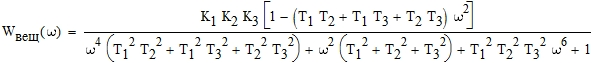 W_вещ(ω) = K₁ K₂ K₃ [1 − (T₁ T₂ + T₁ T₃ + T₂ T₃) ω²] / (ω⁴ (T₁² T₂² + T₁² T₃² + T₂² T₃²) + ω² (T₁² + T₂² + T₃²) + T₁² T₂² T₃² ω⁶ + 1)